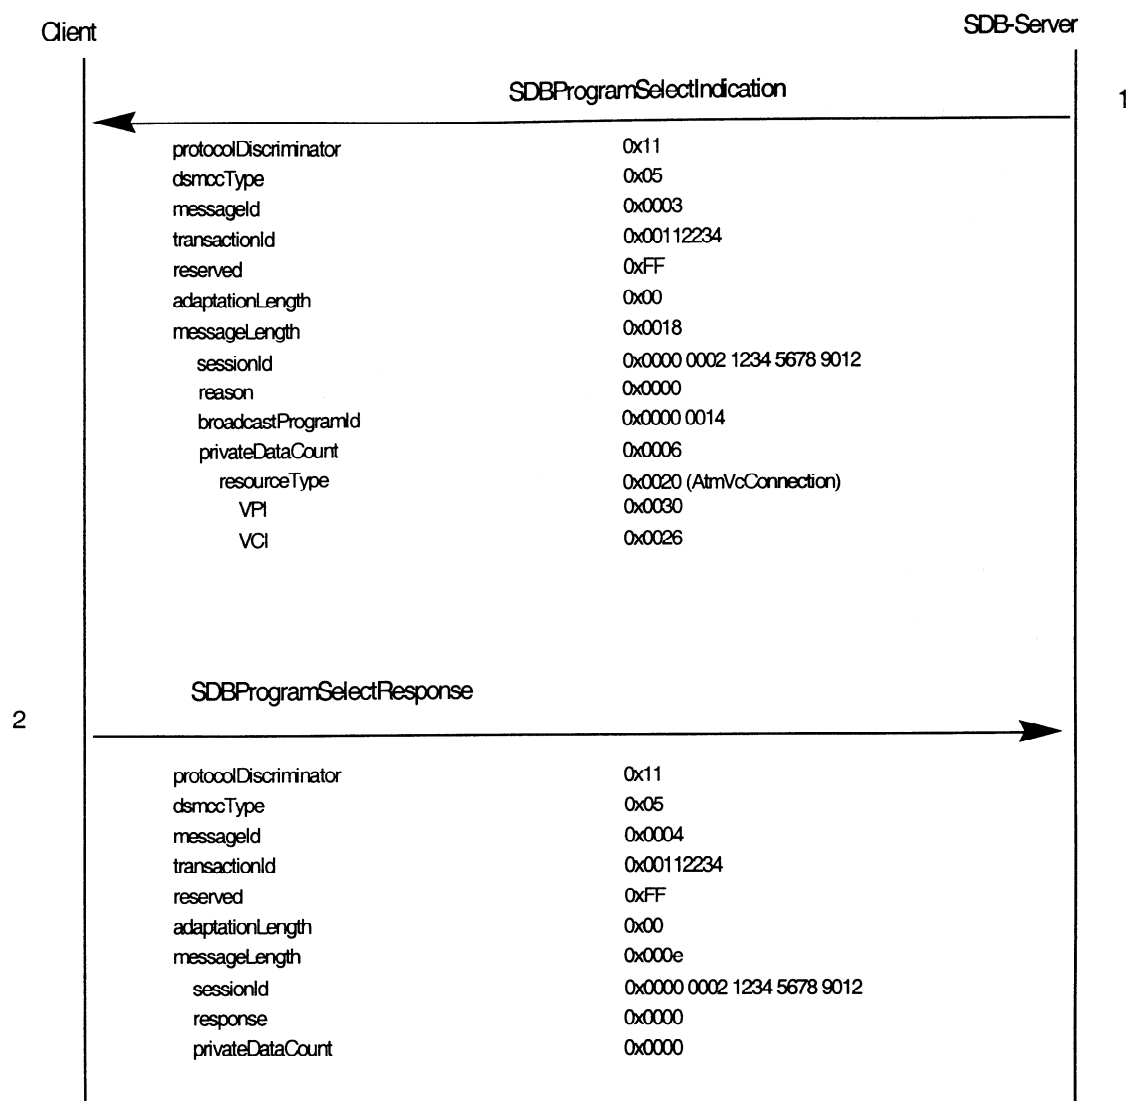 Client SDB-Server
SDBProgramSelectIndication
1
protocolDiscriminator 0x11
dsmccType 0x05
messageId 0x0003
transactionId 0x00112234
reserved 0xFF
adaptationLength 0x00
messageLength 0x0018
sessionId 0x0000 0002 1234 5678 9012
reason 0x0000
broadcastProgramId 0x0000 0014
privateDataCount 0x0006
resourceType 0x0020 (AtmVcConnection)
VPI 0x0030
VCI 0x0026
SDBProgramSelectResponse
2
protocolDiscriminator 0x11
dsmccType 0x05
messageId 0x0004
transactionId 0x00112234
reserved 0xFF
adaptationLength 0x00
messageLength 0x000e
sessionId 0x0000 0002 1234 5678 9012
response 0x0000
privateDataCount 0x0000